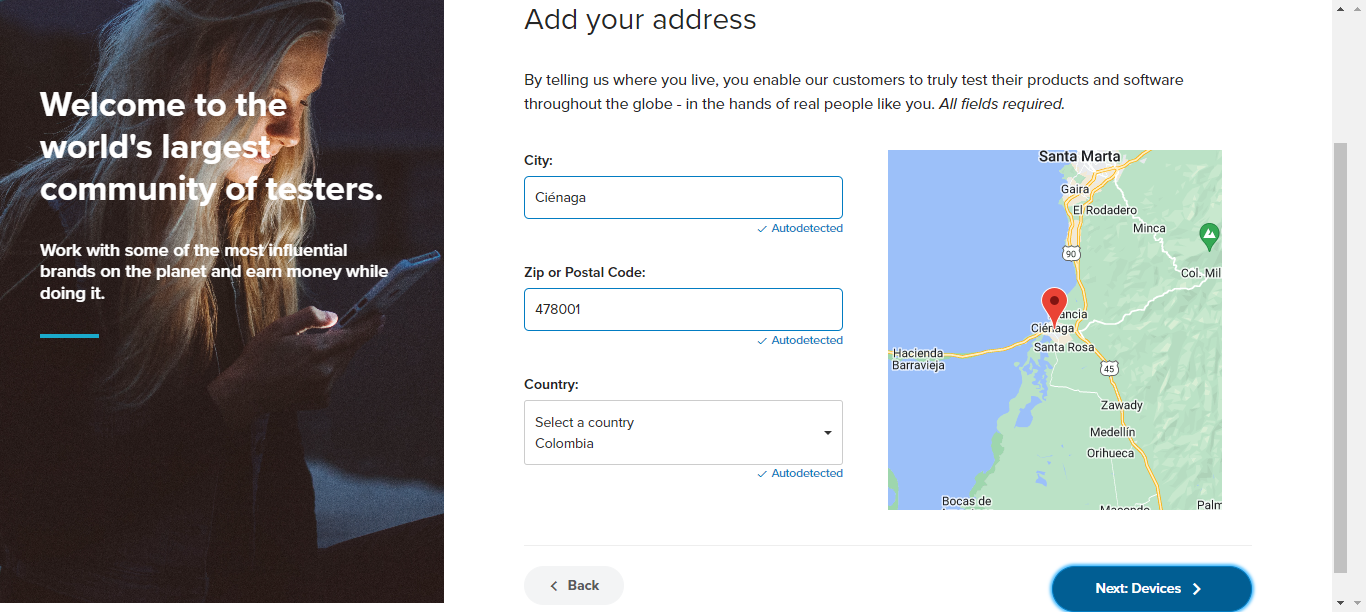 Welcome to the
world's largest
community of testers.
Work with some of the most influential
brands on the planet and earn money while
doing it.
Add your address
By telling us where you live, you enable our customers to truly test their products and software
throughout the globe - in the hands of real people like you. All fields required.
City:
Ciénaga
Autodetected
Zip or Postal Code:
478001
Autodetected
Country:
Select a country
Colombia
Autodetected
Santa Marta
Gaira
El Rodadero
Minca
90
Col. Mil
ancia
Ciénaga
Santa Rosa
Hacienda
Barravieja
45
Zawady
Medellín
Orihueca
Bocas de
Palm
Back
Next: Devices